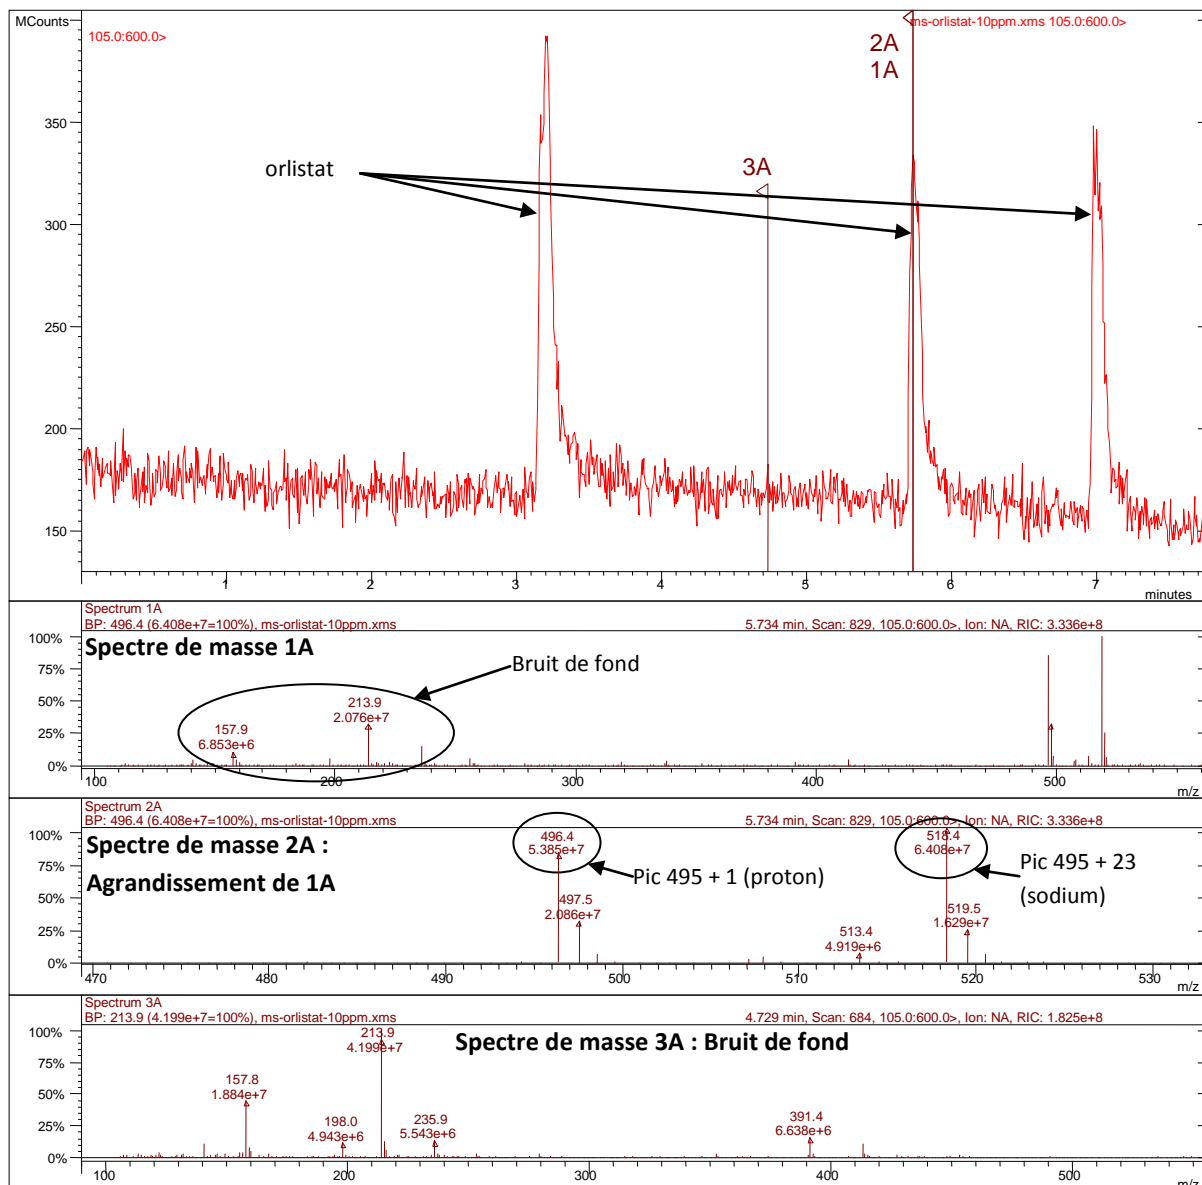 MCounts
105.0:600.0>
ms-orlistat-10ppm.xms 105.0:600.0>
2A
1A
350
orlistat
3A
300
250
200
150
1 2 3 4 5 6 7
minutes
Spectrum 1A
BP: 496.4 (6.408e+7=100%), ms-orlistat-10ppm.xms 5.734 min, Scan: 829, 105.0:600.0>, Ion: NA, RIC: 3.336e+8
100%
Spectre de masse 1A
Bruit de fond
75%
50%
213.9
2.076e+7
25%
157.9
6.853e+6
0%
100 200 300 400 500
m/z
Spectrum 2A
BP: 496.4 (6.408e+7=100%), ms-orlistat-10ppm.xms 5.734 min, Scan: 829, 105.0:600.0>, Ion: NA, RIC: 3.336e+8
100%
Spectre de masse 2A :
Agrandissement de 1A
496.4
5.385e+7
Pic 495 + 1 (proton)
518.4
6.408e+7
Pic 495 + 23
(sodium)
75%
50%
497.5
2.086e+7
519.5
1.629e+7
25%
513.4
4.919e+6
0%
470 480 490 500 510 520 530
m/z
Spectrum 3A
BP: 213.9 (4.199e+7=100%), ms-orlistat-10ppm.xms 4.729 min, Scan: 684, 105.0:600.0>, Ion: NA, RIC: 1.825e+8
100%
213.9
4.199e+7
Spectre de masse 3A : Bruit de fond
75%
50%
157.8
1.884e+7
25%
198.0
4.943e+6
235.9
5.543e+6
391.4
6.638e+6
0%
100 200 300 400 500
m/z